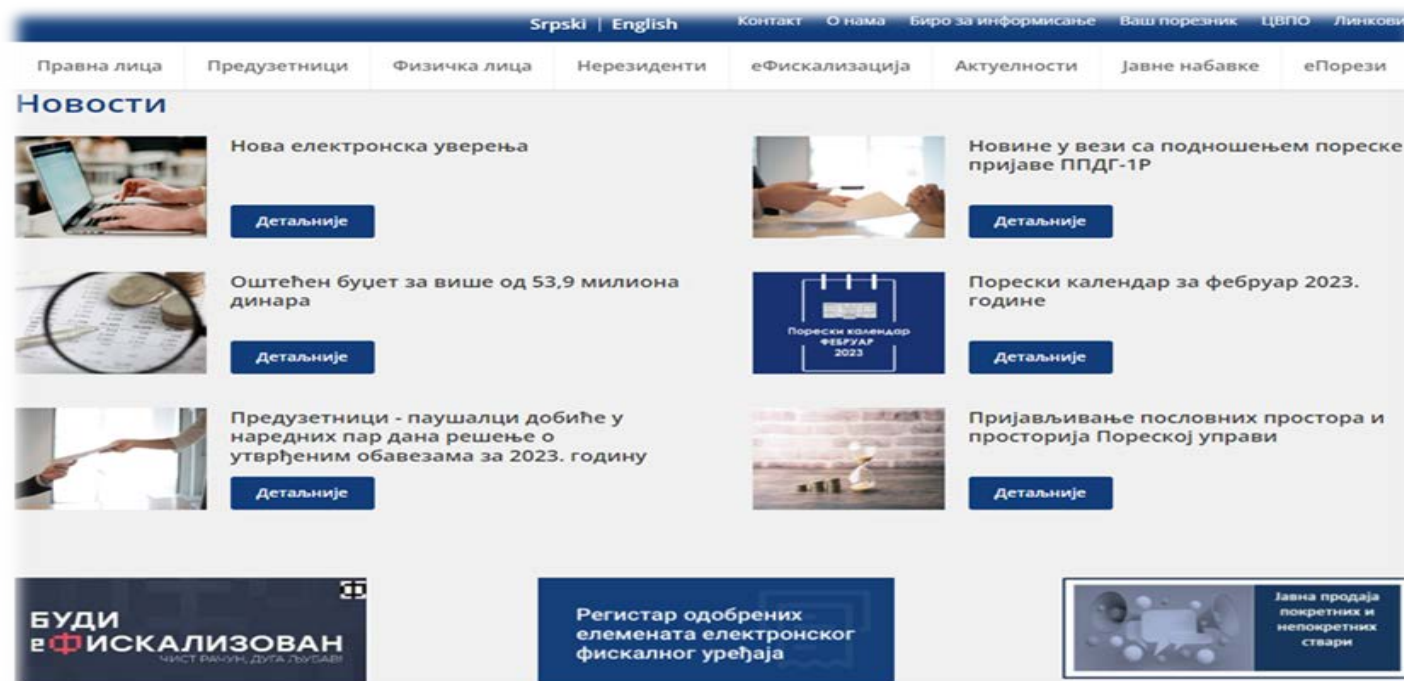 Srpski | English
Контакт О нама Биро за информисање Ваш порезник ЦВПО Линкови
Правна лица Предузетници Физичка лица Нерезиденти еФискализација Актуелности Јавне набавке еПорези
Новости
Нова електронска уверења
Детаљније
Новине у вези са подношењем пореске
пријаве ППДГ-1Р
Детаљније
Оштећен буџет за више од 53,9 милиона
динара
Детаљније
Порески календар
ФЕБРУАР
2023
Порески календар за фебруар 2023.
године
Детаљније
Предузетници - паушалци добиће у
наредних пар дана решење о
утврђеним обавезама за 2023. годину
Детаљније
Пријављивање пословних простора и
просторија Пореској управи
Детаљније
БУДИ
еФИСКАЛИЗОВАН
ЧИСТ РАЧУН, ДУГА ЉУБАВ!
Регистар одобрених
елемената електронског
фискалног уређаја
Јавна продаја
покретних и
непокретних
ствари